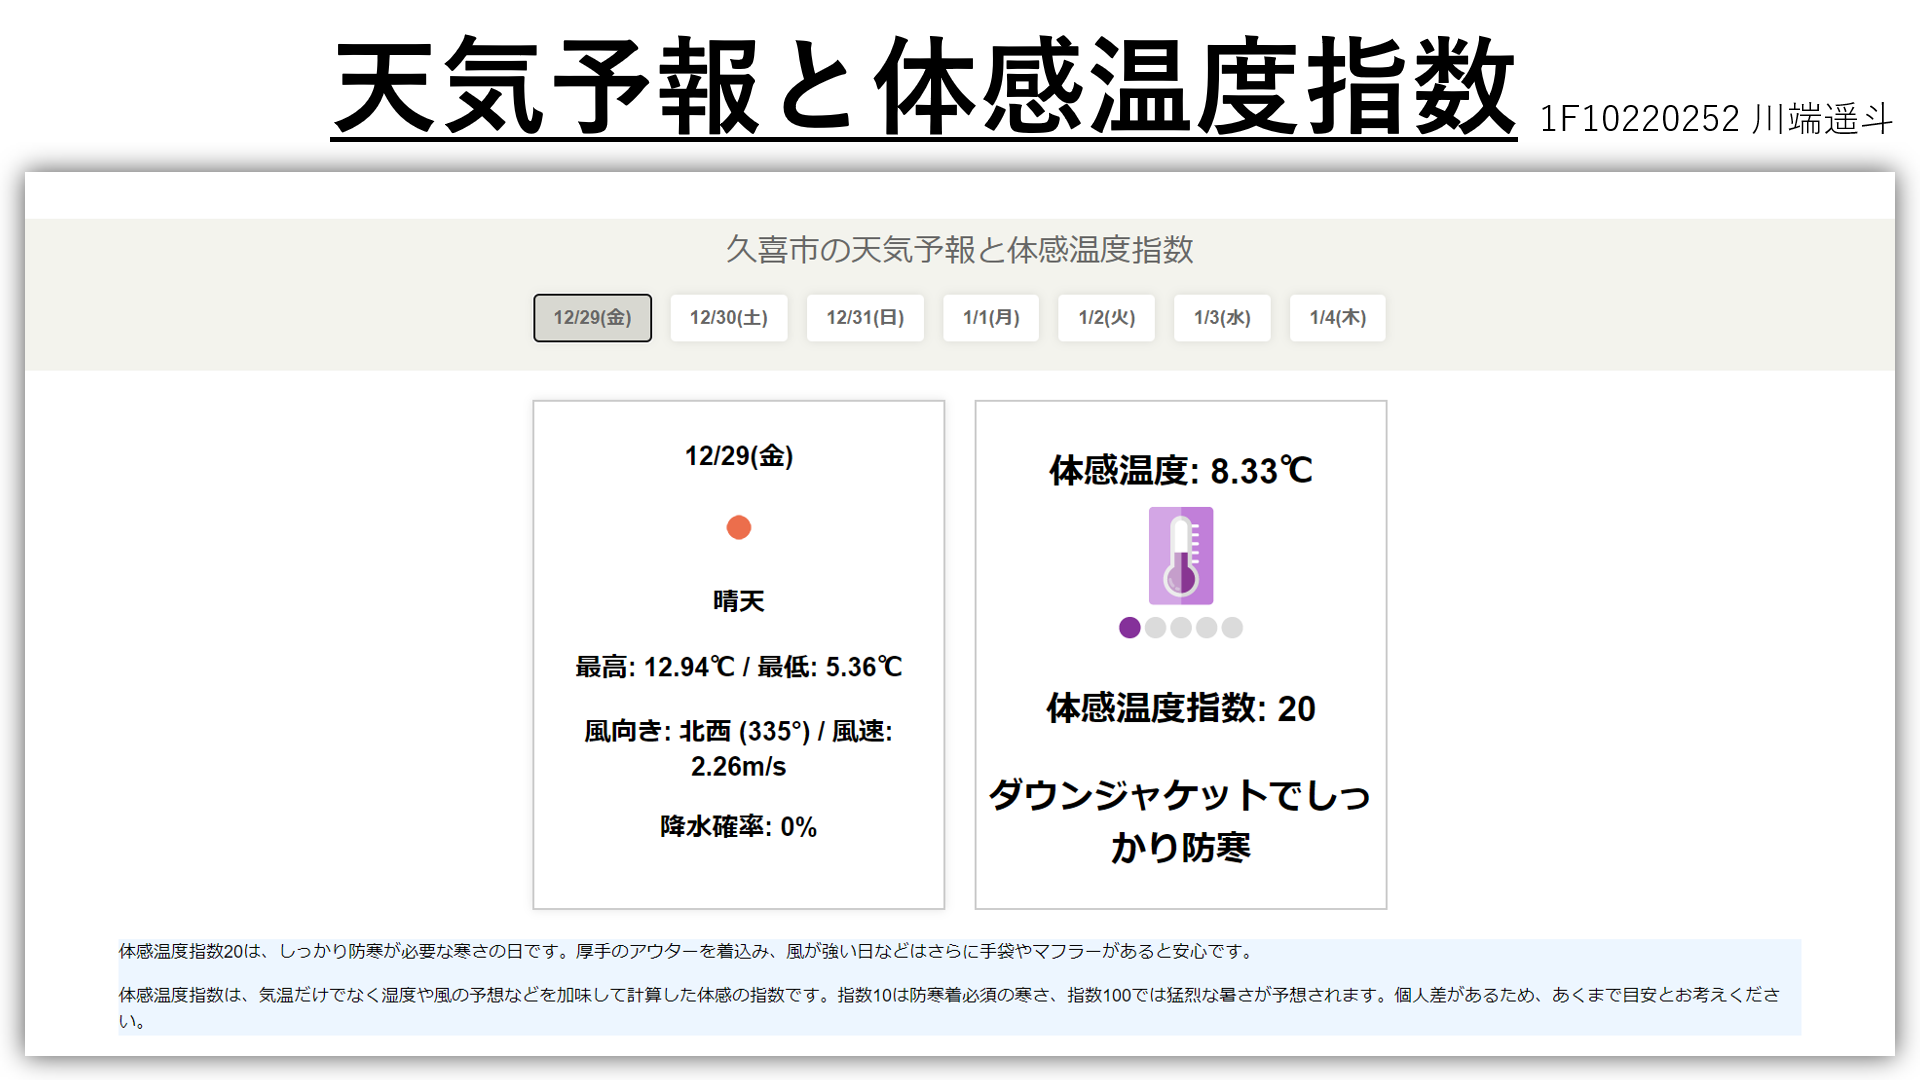 天気予報と体感温度指数
1F10220252 川端遥斗
久喜市の天気予報と体感温度指数
12/29(金) 12/30(土) 12/31(日) 1/1(月) 1/2(火) 1/3(水) 1/4(木)
12/29(金)
晴天
最高: 12.94℃ / 最低: 5.36℃
風向き: 北西 (335°) / 風速:
2.26m/s
降水確率: 0%
体感温度: 8.33℃
体感温度指数: 20
ダウンジャケットでしっ
かり防寒
体感温度指数20は、しっかり防寒が必要な寒さの日です。厚手のアウターを着込み、風が強い日などはさらに手袋やマフラーがあると安心です。
体感温度指数は、気温だけでなく湿度や風の予想などを加味して計算した体感の指数です。指数10は防寒着必須の寒さ、指数100では猛烈な暑さが予想されます。個人差があるため、あくまで目安とお考えくださ
い。